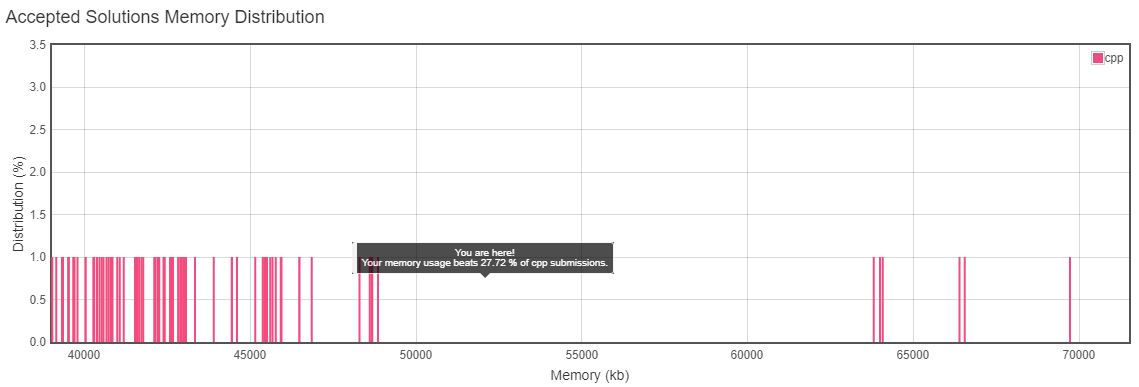 Accepted Solutions Memory Distribution
3.5
3.0
2.5
2.0
1.5
1.0
0.5
0.0
Distribution (%)
cpp
You are here!
Your memory usage beats 27.72 % of cpp submissions.
40000 45000 50000 55000 60000 65000 70000
Memory (kb)